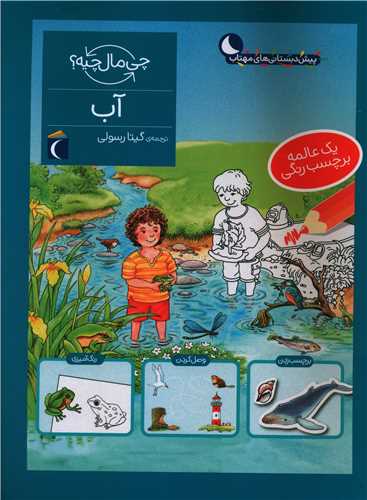 پیش‌دبستانی‌های مهتاب
چی مال چیه؟
آب
ترجمه‌ی گیتا رسولی
یک عالمه
برچسب رنگی
رنگ‌آمیزی
وصل کردن
برچسب زدن